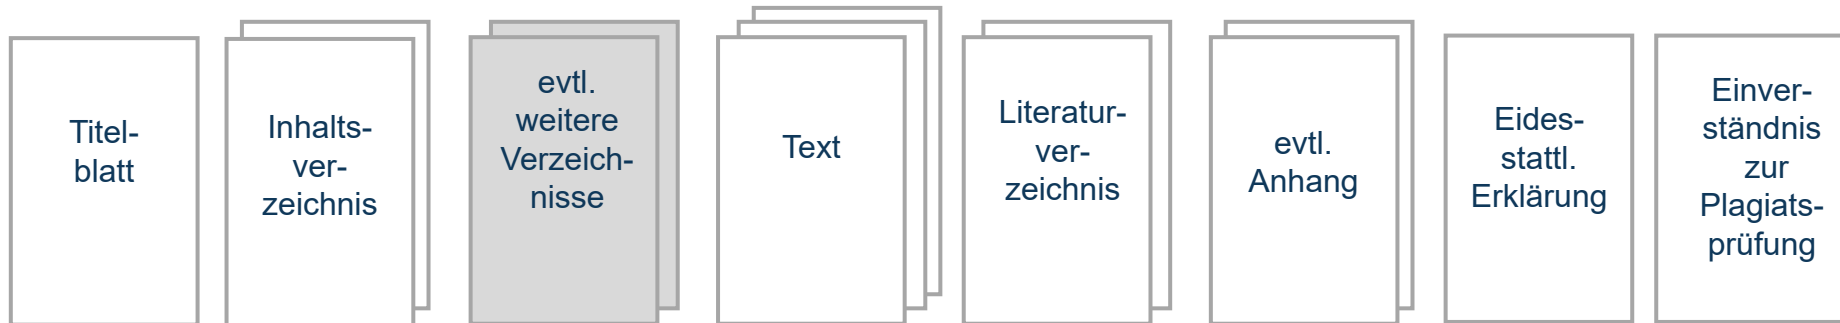 Titel-
blatt
Inhalts-
ver-
zeichnis
evtl.
weitere
Verzeich-
nisse
Text
Literatur-
ver-
zeichnis
evtl.
Anhang
Eides-
stattl.
Erklärung
Einver-
ständnis
zur
Plagiats-
prüfung